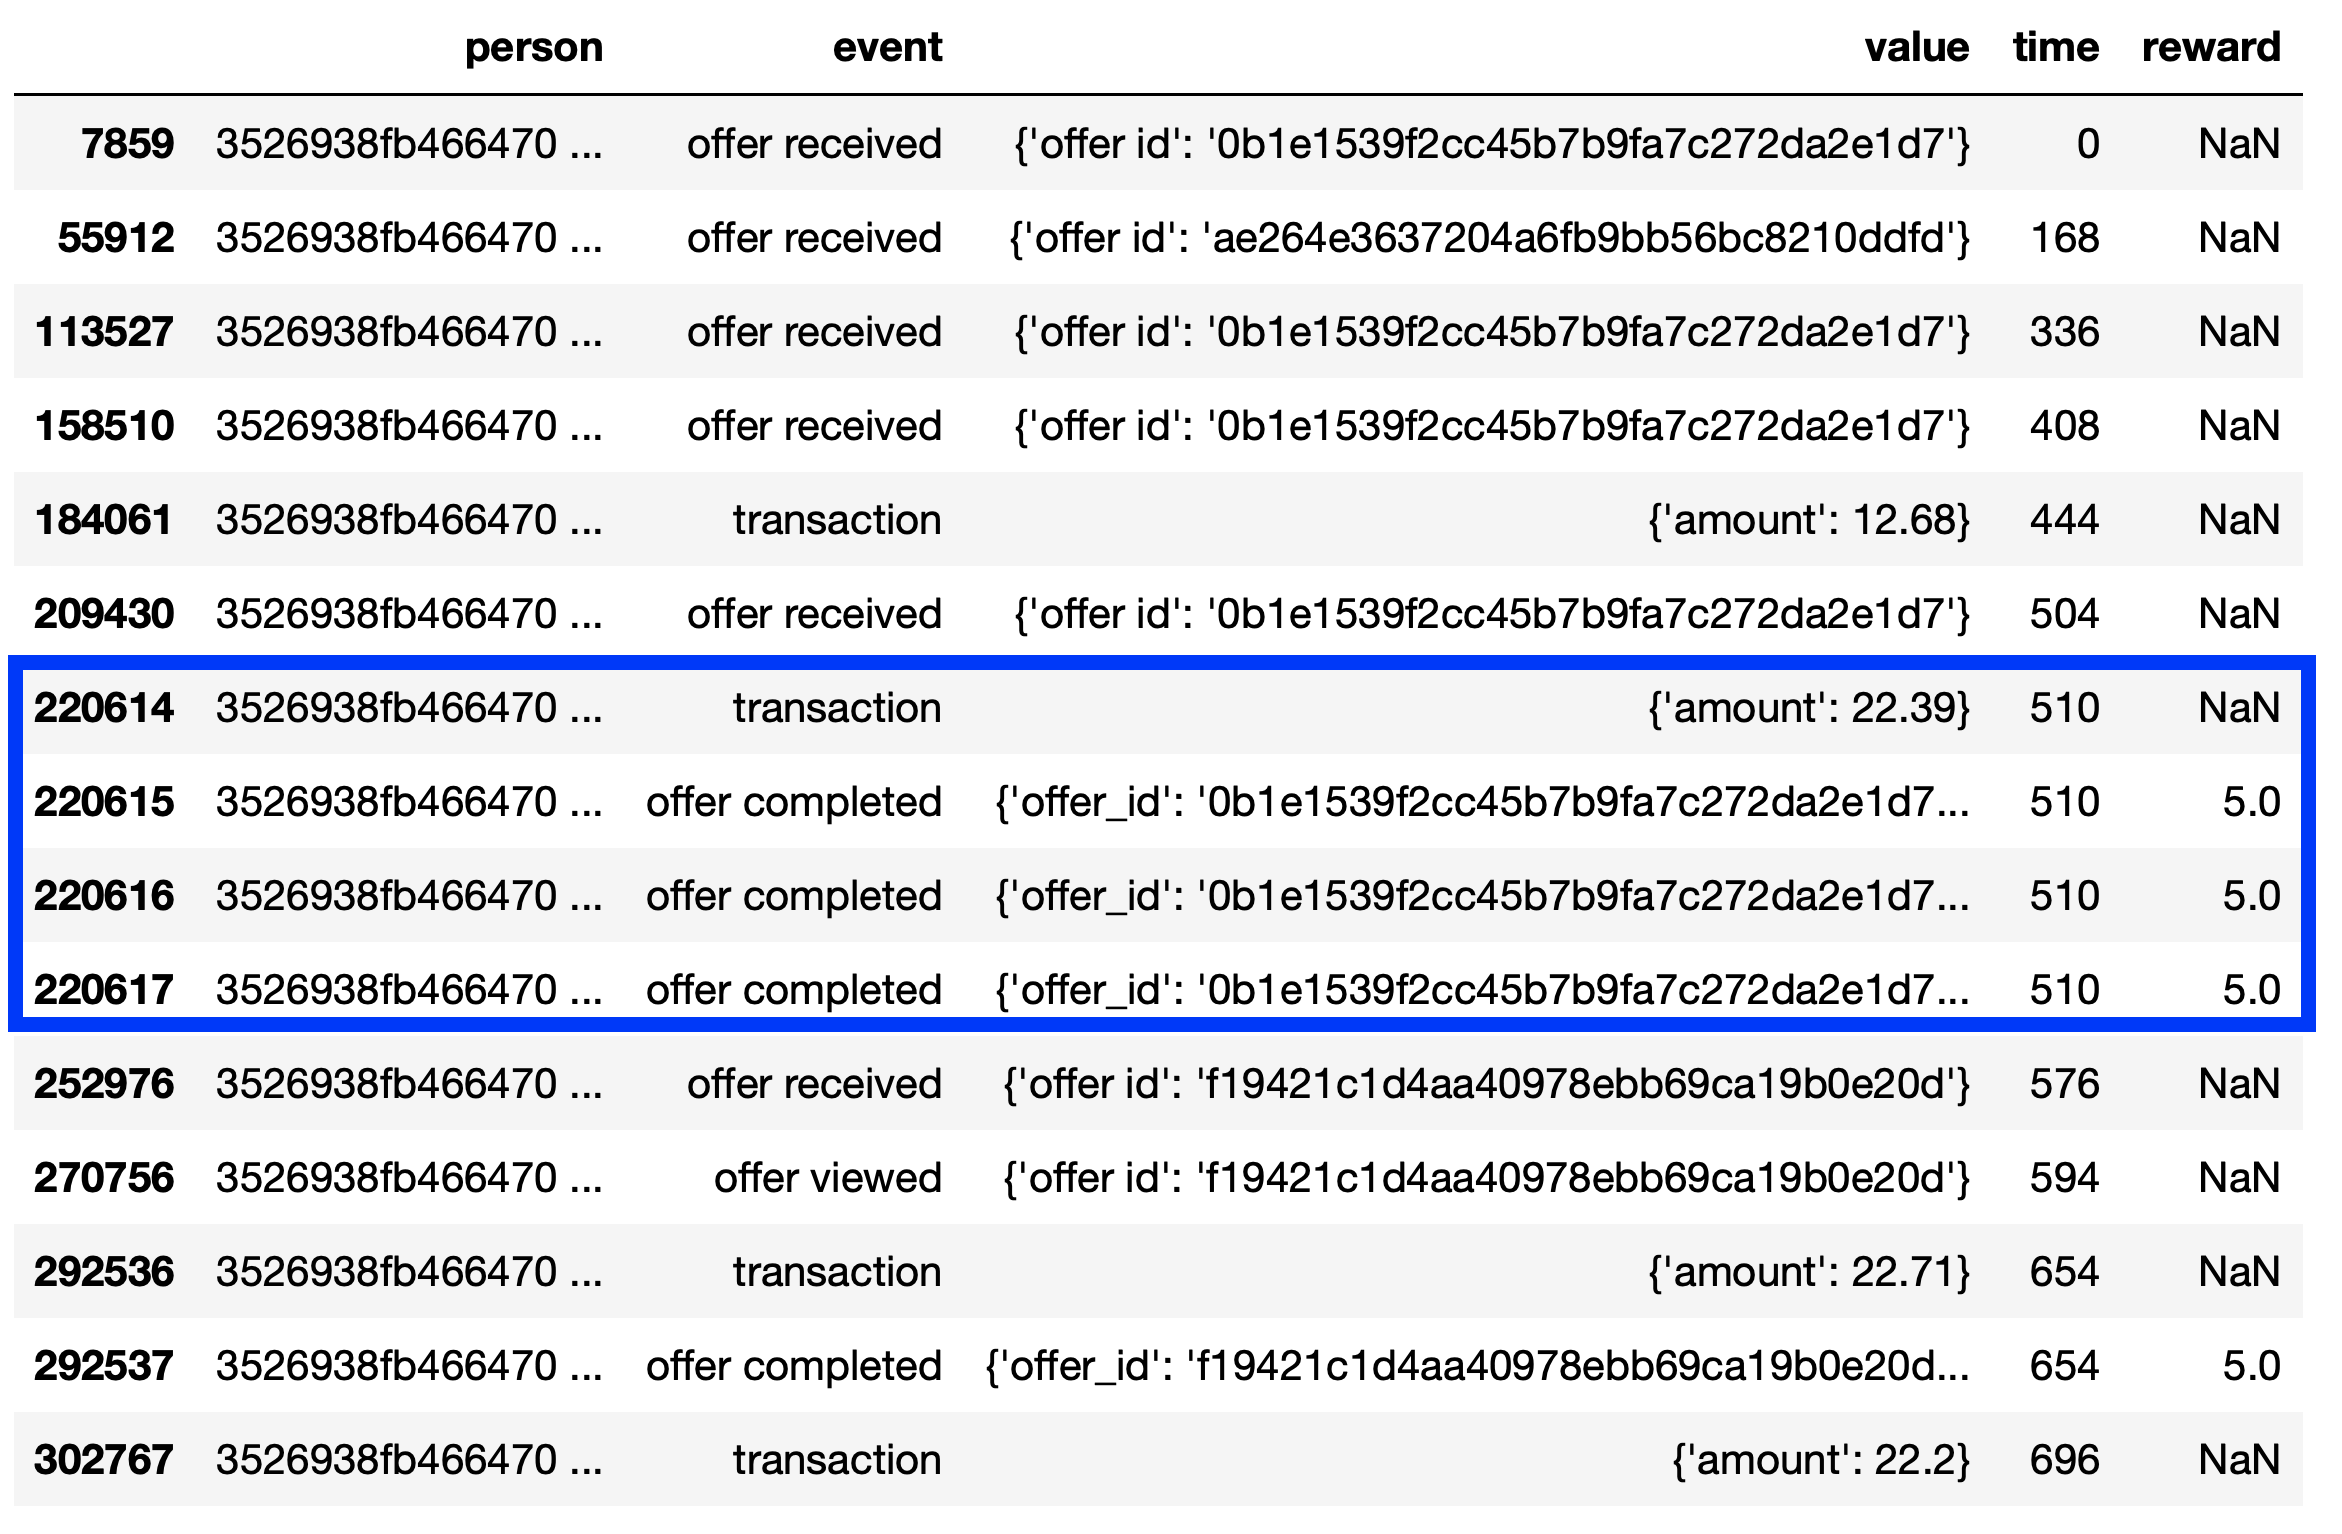 person event value time reward
7859 3526938fb466470 ... offer received {'offer id': '0b1e1539f2cc45b7b9fa7c272da2e1d7'} 0 NaN
55912 3526938fb466470 ... offer received {'offer id': 'ae264e3637204a6fb9bb56bc8210ddfd'} 168 NaN
113527 3526938fb466470 ... offer received {'offer id': '0b1e1539f2cc45b7b9fa7c272da2e1d7'} 336 NaN
158510 3526938fb466470 ... offer received {'offer id': '0b1e1539f2cc45b7b9fa7c272da2e1d7'} 408 NaN
184061 3526938fb466470 ... transaction {'amount': 12.68} 444 NaN
209430 3526938fb466470 ... offer received {'offer id': '0b1e1539f2cc45b7b9fa7c272da2e1d7'} 504 NaN
220614 3526938fb466470 ... transaction {'amount': 22.39} 510 NaN
220615 3526938fb466470 ... offer completed {'offer_id': '0b1e1539f2cc45b7b9fa7c272da2e1d7... 510 5.0
220616 3526938fb466470 ... offer completed {'offer_id': '0b1e1539f2cc45b7b9fa7c272da2e1d7... 510 5.0
220617 3526938fb466470 ... offer completed {'offer_id': '0b1e1539f2cc45b7b9fa7c272da2e1d7... 510 5.0
252976 3526938fb466470 ... offer received {'offer id': 'f19421c1d4aa40978ebb69ca19b0e20d'} 576 NaN
270756 3526938fb466470 ... offer viewed {'offer id': 'f19421c1d4aa40978ebb69ca19b0e20d'} 594 NaN
292536 3526938fb466470 ... transaction {'amount': 22.71} 654 NaN
292537 3526938fb466470 ... offer completed {'offer_id': 'f19421c1d4aa40978ebb69ca19b0e20d... 654 5.0
302767 3526938fb466470 ... transaction {'amount': 22.2} 696 NaN